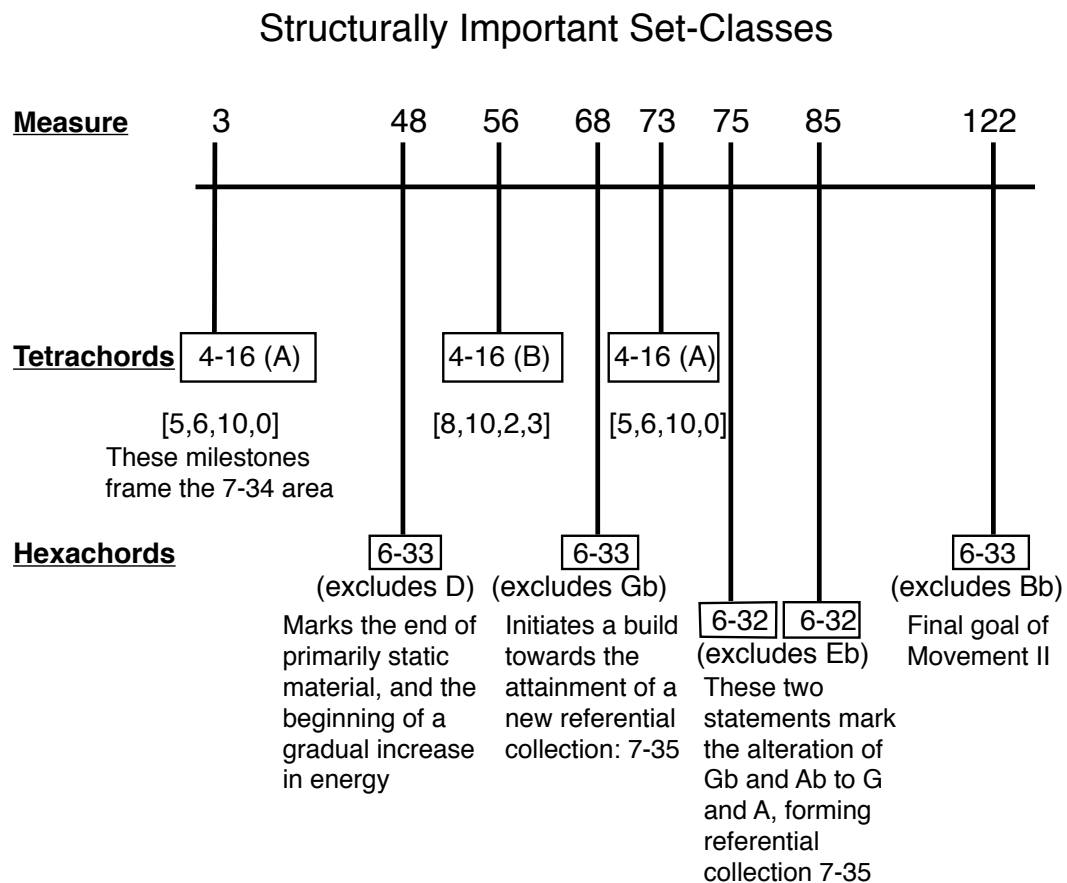 Structurally Important Set-Classes
Measure 3 48 56 68 73 75 85 122
Tetrachords 4-16 (A) 4-16 (B) 4-16 (A)
[5,6,10,0] [8,10,2,3] [5,6,10,0]
These milestones
frame the 7-34 area
Hexachords 6-33 6-33 6-33
(excludes D) (excludes Gb) (excludes Bb)
Marks the end of
primarily static
material, and the
beginning of a
gradual increase
in energy
Initiates a build
towards the
attainment of a
new referential
collection: 7-35
6-32 6-32
(excludes Eb)
These two
statements mark
the alteration of
Gb and Ab to G
and A, forming
referential
collection 7-35
Final goal of
Movement II